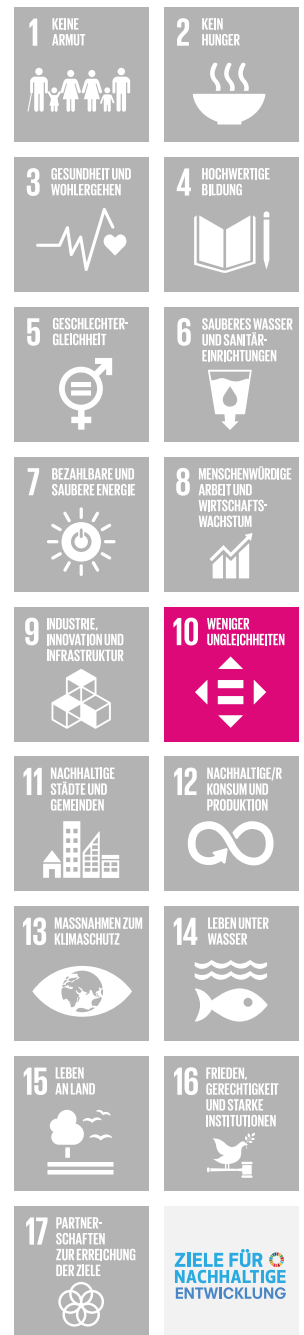 1 KEINE
ARMUT
2 KEIN
HUNGER
3 GESUNDHEIT UND
WOHLERGEHEN
4 HOCHWERTIGE
BILDUNG
5 GESCHLECHTER-
GLEICHHEIT
6 SAUBERES WASSER
UND SANITÄR-
EINRICHTUNGEN
7 BEZAHLBARE UND
SAUBERE ENERGIE
8 MENSCHENWÜRDIGE
ARBEIT UND
WIRTSCHAFTS-
WACHSTUM
9 INDUSTRIE,
INNOVATION UND
INFRASTRUKTUR
10 WENIGER
UNGLEICHHEITEN
11 NACHHALTIGE
STÄDTE UND
GEMEINDEN
12 NACHHALTIGE/R
KONSUM UND
PRODUKTION
13 MASSNAHMEN ZUM
KLIMASCHUTZ
14 LEBEN UNTER
WASSER
15 LEBEN
AN LAND
16 FRIEDEN,
GERECHTIGKEIT
UND STARKE
INSTITUTIONEN
17 PARTNER-
SCHAFTEN
ZUR ERREICHUNG
DER ZIELE
ZIELE FÜR
NACHHALTIGE
ENTWICKLUNG